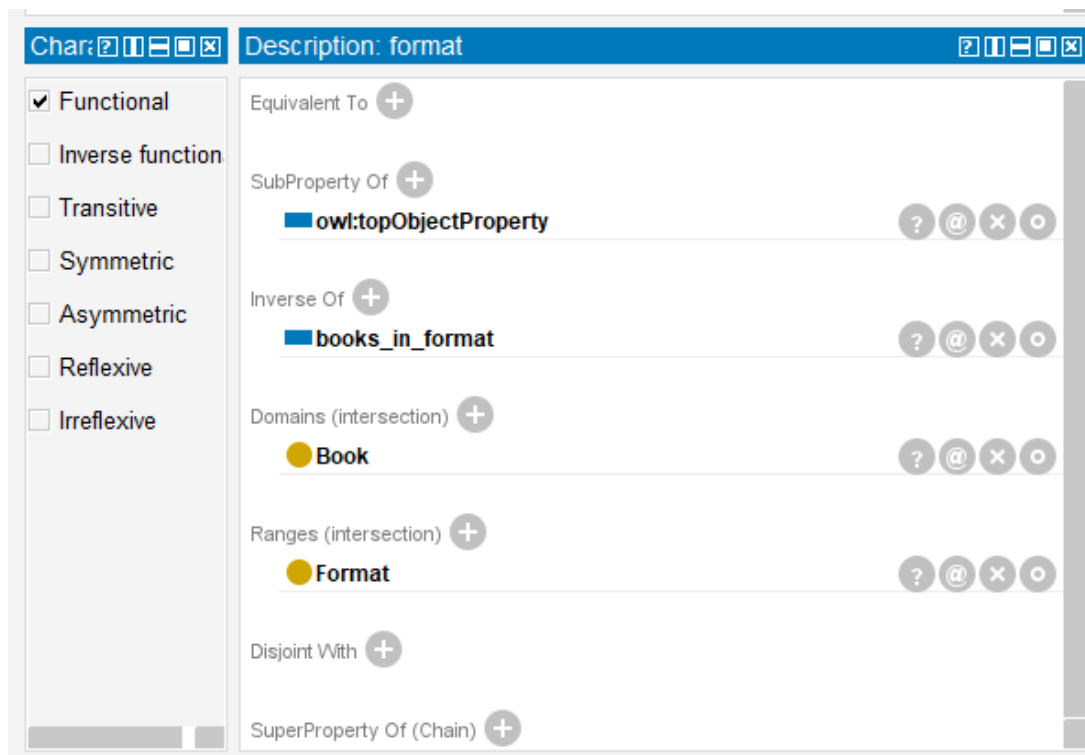 Chara
Functional
Inverse function
Transitive
Symmetric
Asymmetric
Reflexive
Irreflexive
Description: format
Equivalent To
SubProperty Of
owl:topObjectProperty
Inverse Of
books_in_format
Domains (intersection)
Book
Ranges (intersection)
Format
Disjoint With
SuperProperty Of (Chain)